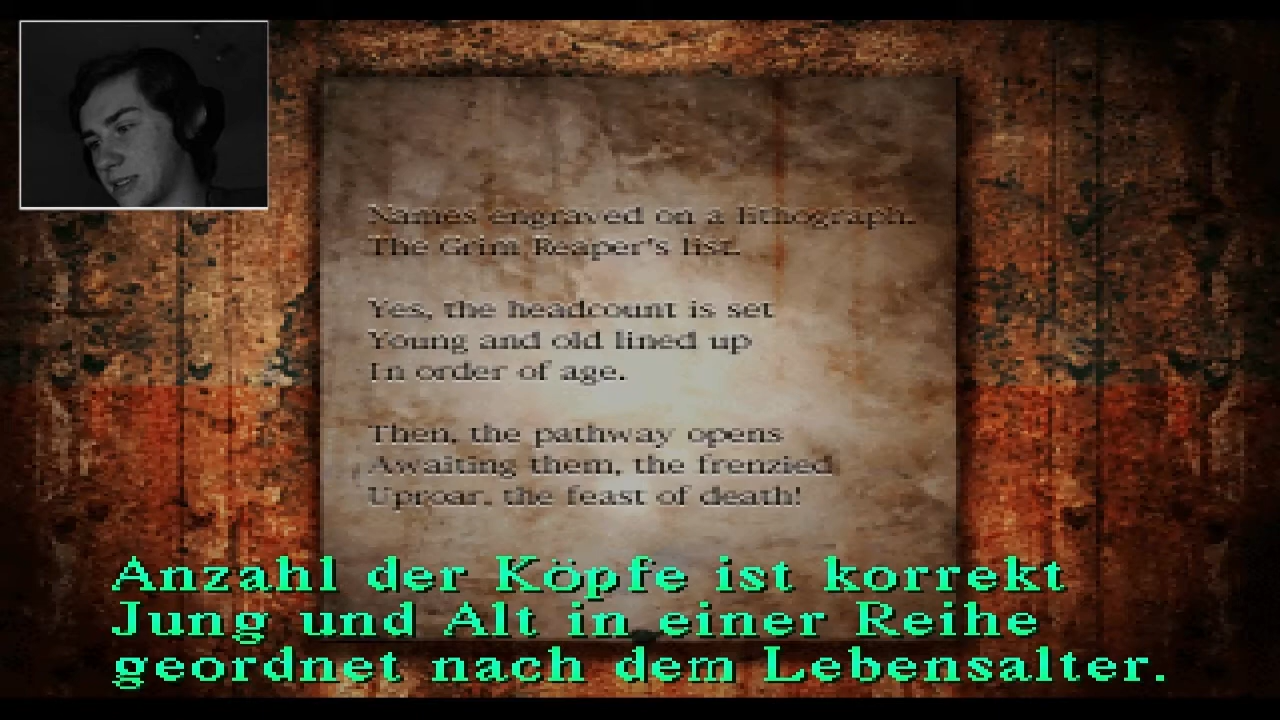 Names engraved on a lithograph.
The Grim Reaper's list.
Yes, the headcount is set
Young and old lined up
In order of age.
Then, the pathway opens
Awaiting them, the frenzied
Uproar, the feast of death!
Anzahl der Köpfe ist korrekt
Jung und Alt in einer Reihe
geordnet nach dem Lebensalter.